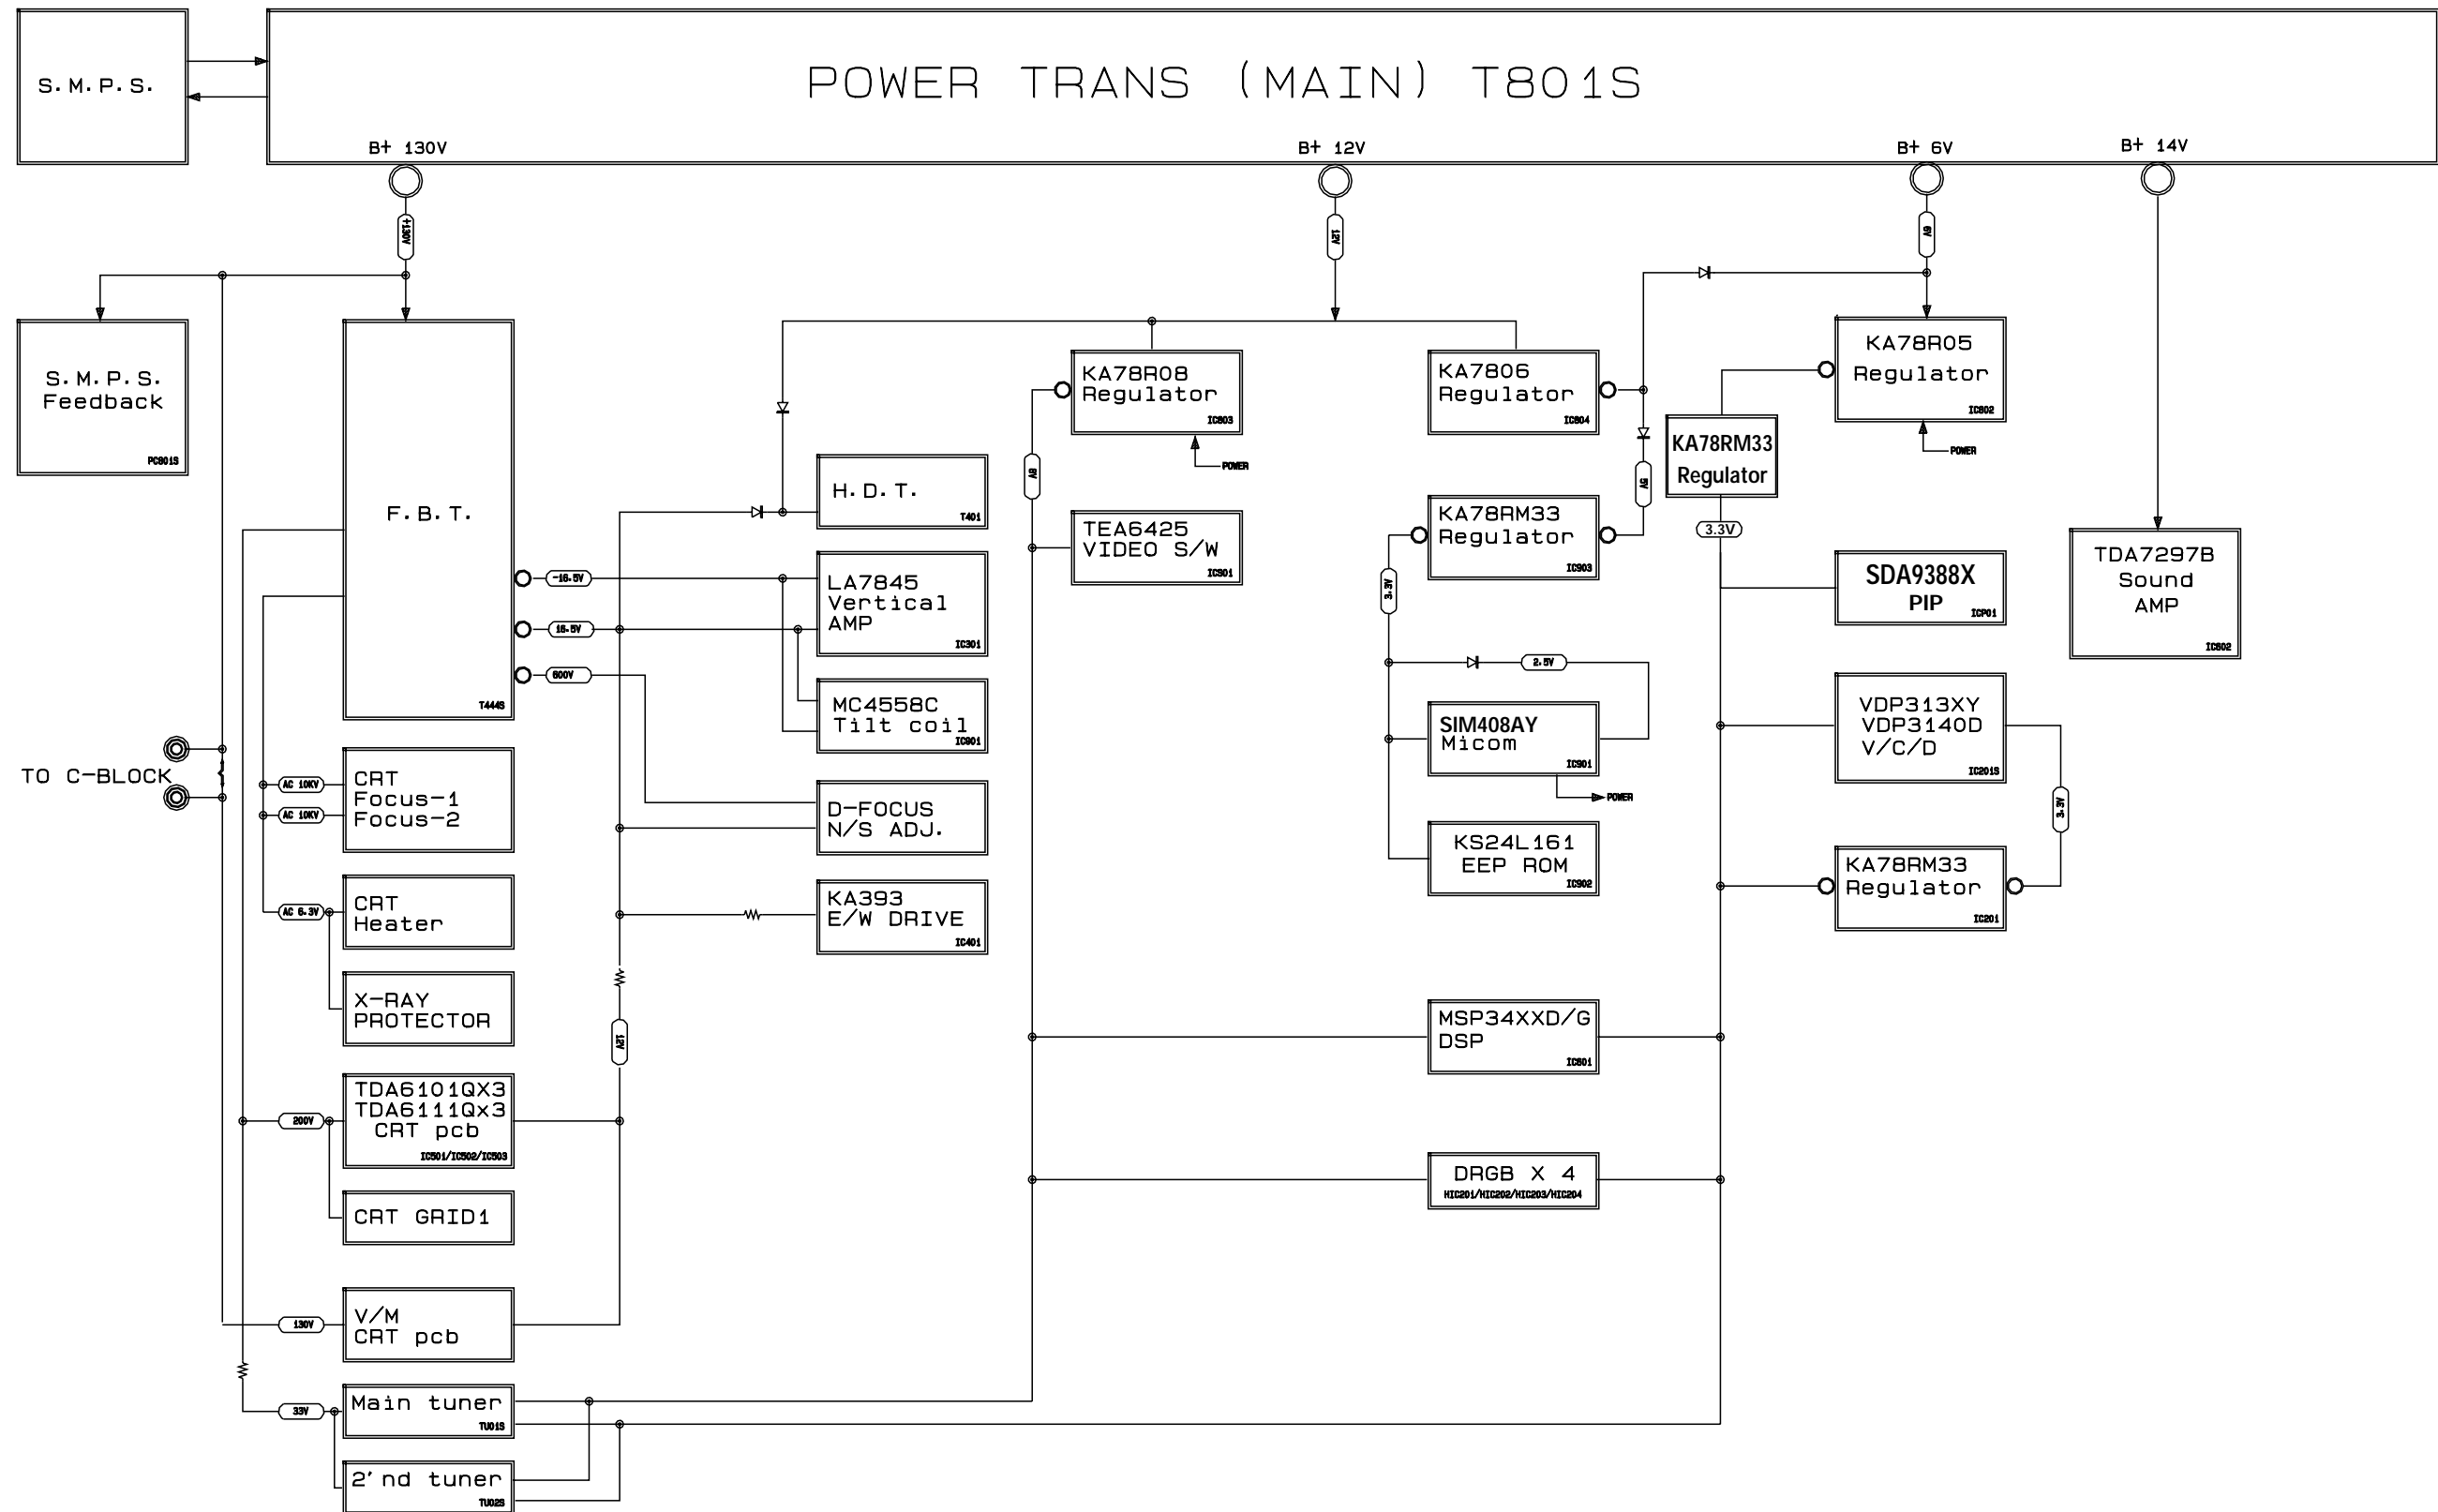 S.M.P.S.
POWER TRANS (MAIN) T801S
B+ 130V
B+ 12V
B+ 6V
B+ 14V
+130V
12V
6V
S.M.P.S.
Feedback
PC801S
F.B.T.
T444S
-16.5V
16.5V
600V
KA78R08
Regulator
IC803
POWER
8V
KA7806
Regulator
IC804
5V
KA78R05
Regulator
IC802
POWER
KA78RM33
Regulator
3.3V
H.D.T.
T401
TEA6425
VIDEO S/W
IC901
KA78RM33
Regulator
IC903
3.3V
SDA9388X
PIP
ICP01
TDA7297B
Sound
AMP
IC602
LA7845
Vertical
AMP
IC301
MC4558C
Tilt coil
IC801
2.5V
SIM408AY
Micom
IC901
POWER
VDP313XY
VDP3140D
V/C/D
IC201S
3.3V
TO C-BLOCK
AC 10KV
AC 10KV
CRT
Focus-1
Focus-2
D-FOCUS
N/S ADJ.
KS24L161
EEP ROM
IC902
KA78RM33
Regulator
IC201
AC 6.3V
CRT
Heater
KA393
E/W DRIVE
IC401
X-RAY
PROTECTOR
12V
MSP34XXD/G
DSP
IC601
200V
TDA6101QX3
TDA6111Qx3
CRT pcb
IC501/IC502/IC503
DRGB X 4
HIC201/HIC202/HIC203/HIC204
CRT GRID1
130V
V/M
CRT pcb
33V
Main tuner
TU01S
2'nd tuner
TU02S